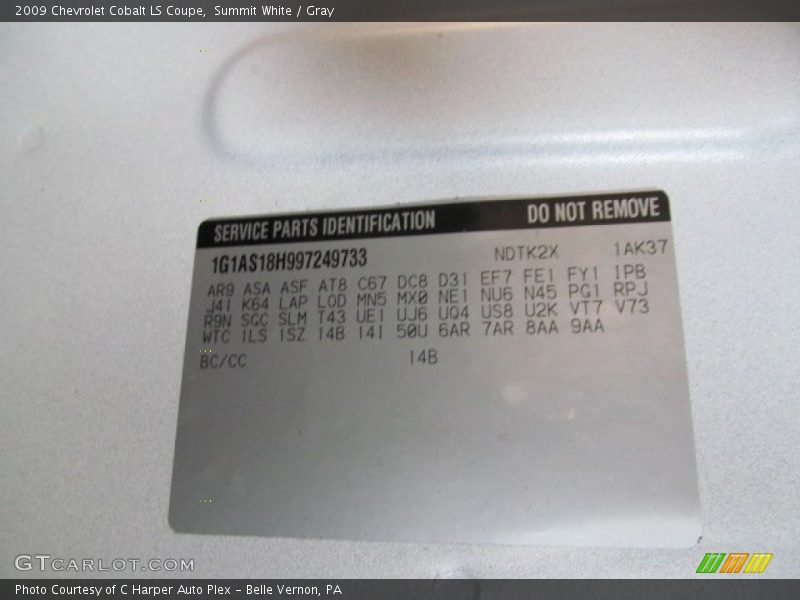 2009 Chevrolet Cobalt LS Coupe, Summit White / Gray
SERVICE PARTS IDENTIFICATION DO NOT REMOVE
1G1AS18H997249733 NDTK2X 1AK37
AR9 ASA ASF AT8 C67 DC8 D31 EF7 FE1 FY1 IPB
J41 K64 LAP LOD MN5 MX0 NE1 NU6 N45 PG1 RPJ
R9N SGC SLM T43 UE1 UJ6 UQ4 US8 U2K VT7 V73
WTC 1LS 1SZ 14B 14I 50U 6AR 7AR 8AA 9AA
BC/CC 14B
GTCARLOT.COM
Photo Courtesy of C Harper Auto Plex - Belle Vernon, PA